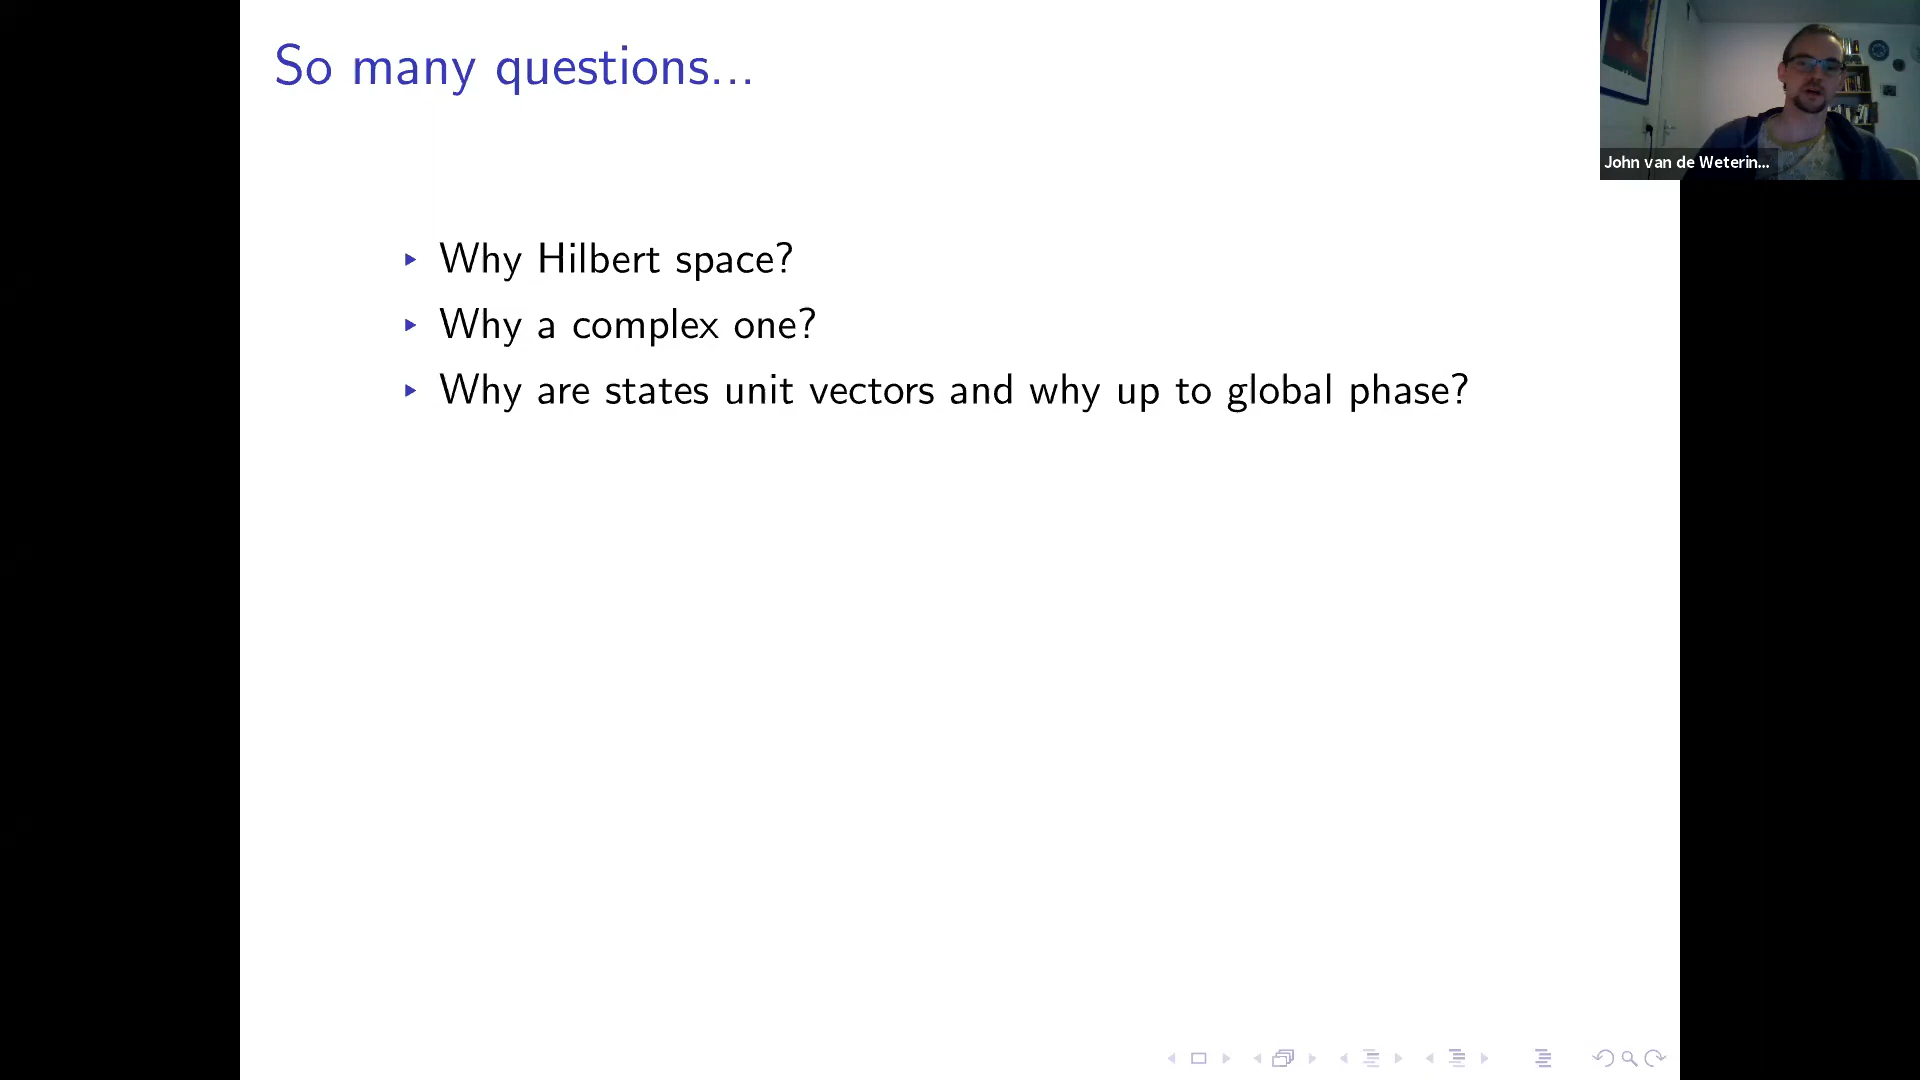 So many questions...
John van de Weterin...
▸ Why Hilbert space?
▸ Why a complex one?
▸ Why are states unit vectors and why up to global phase?